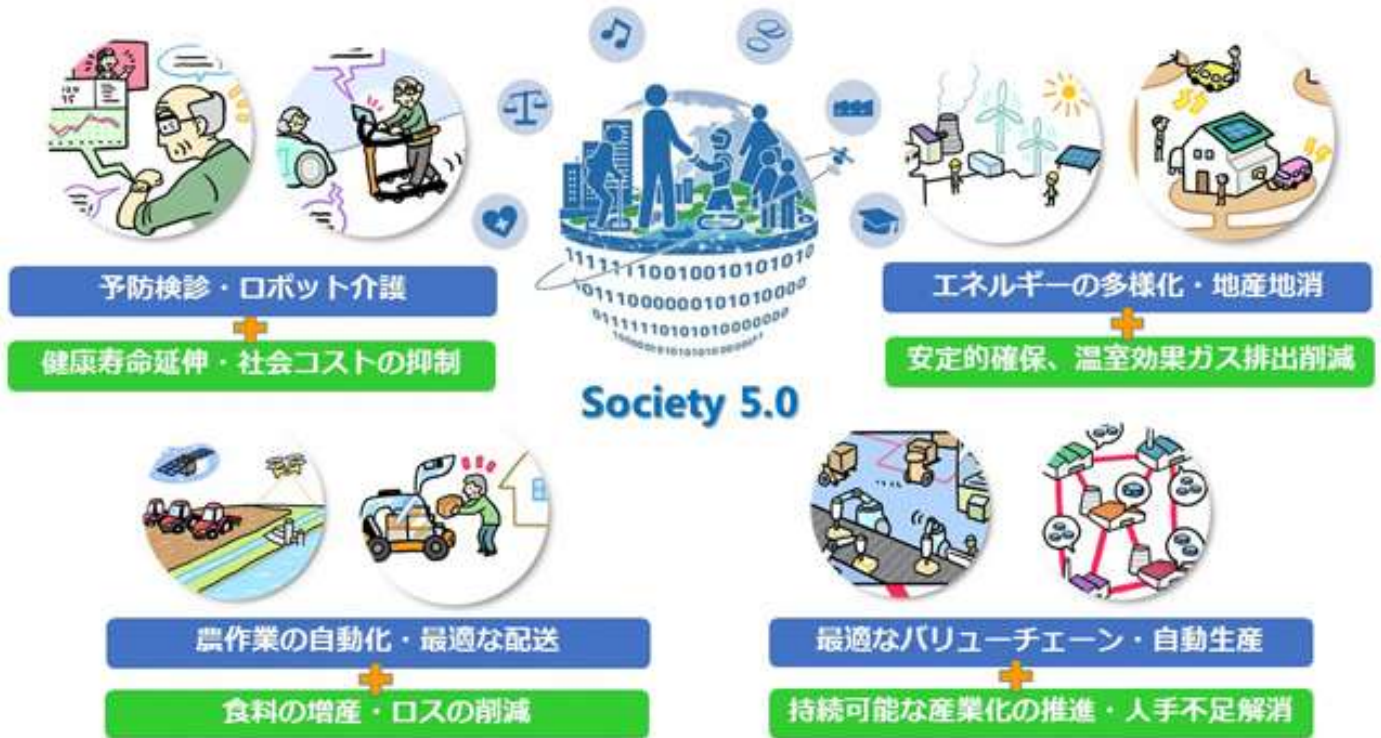 予防検診・ロボット介護
健康寿命延伸・社会コストの抑制
エネルギーの多様化・地産地消
安定的確保、温室効果ガス排出削減
Society 5.0
農作業の自動化・最適な配送
食料の増産・ロスの削減
最適なバリューチェーン・自動生産
持続可能な産業化の推進・人手不足解消